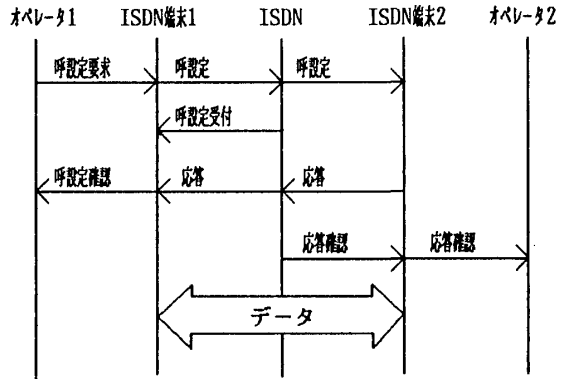 オペレータ1 ISDN端末1 ISDN ISDN端末2 オペレータ2
呼設定要求 呼設定 呼設定
呼設定受付
呼設定確認 応答 応答
応答確認 応答確認
データ